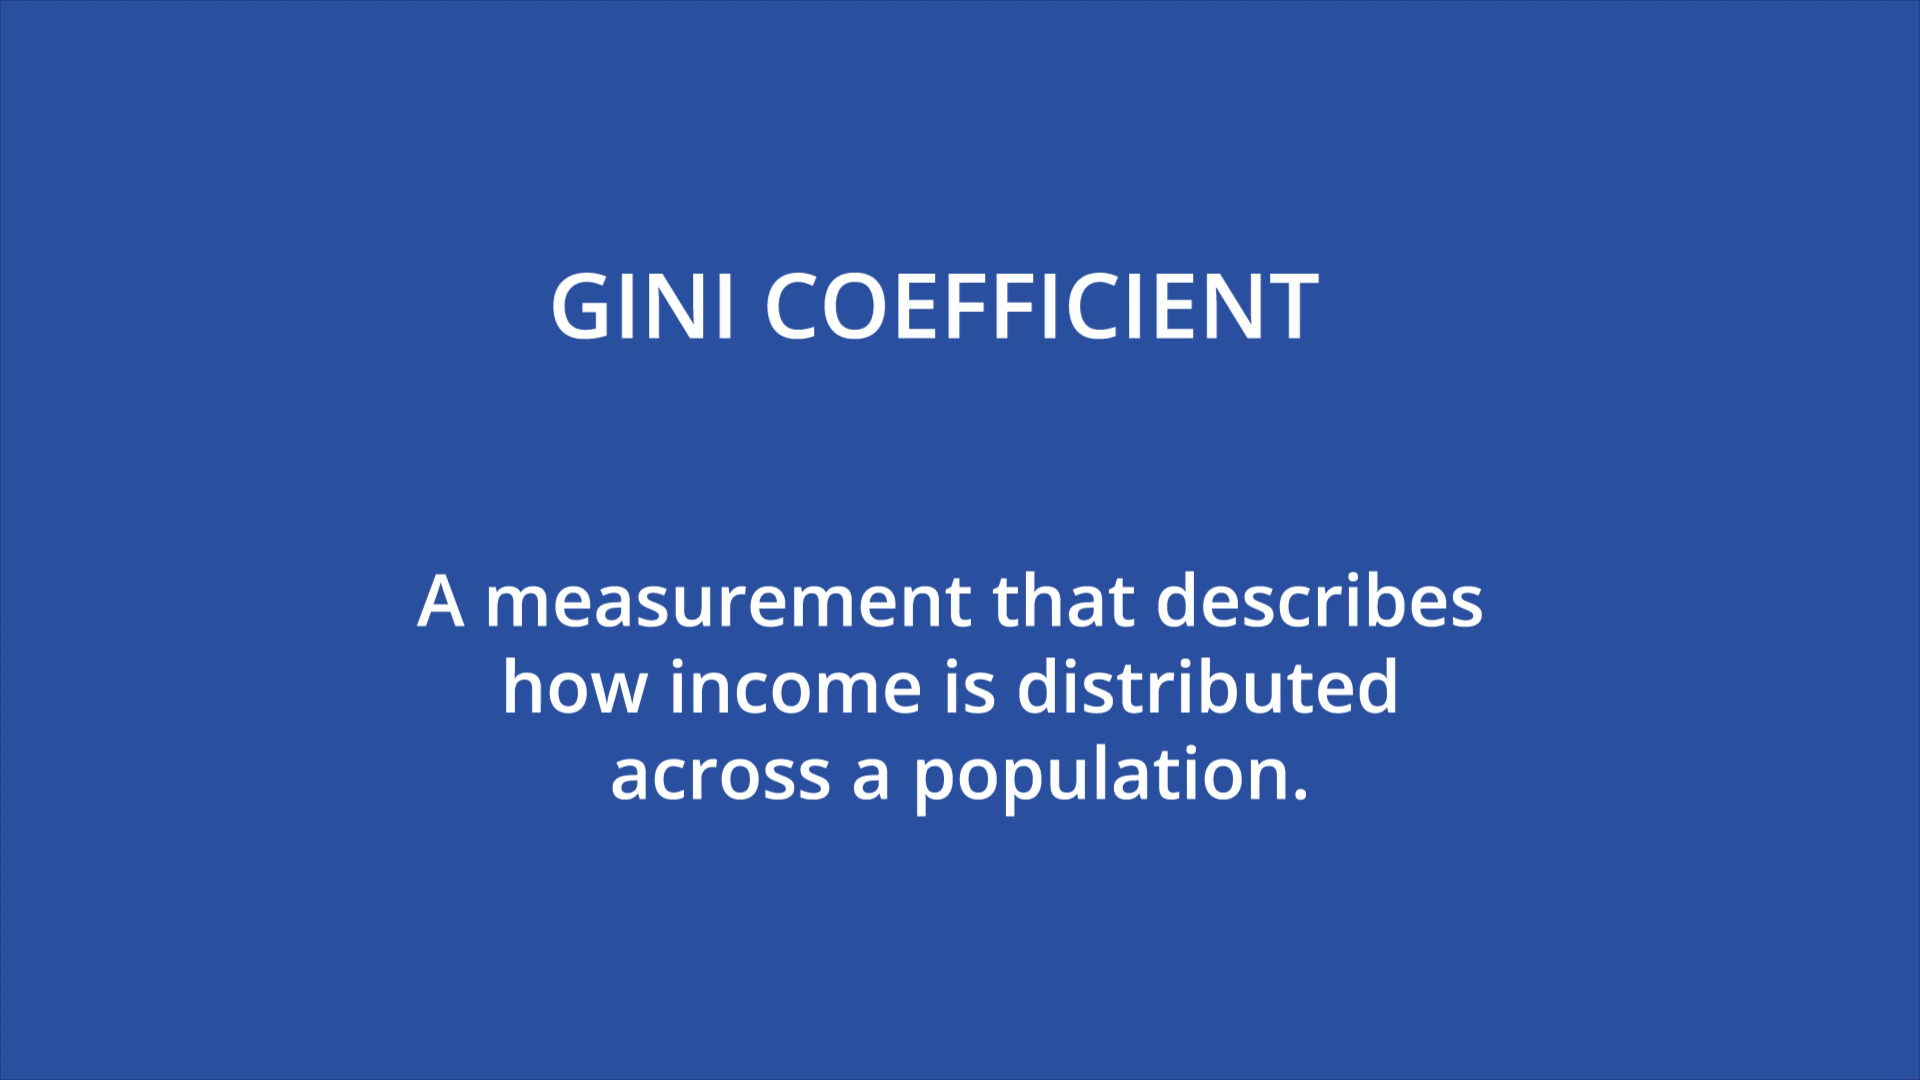 GINI COEFFICIENT
A measurement that describes
how income is distributed
across a population.